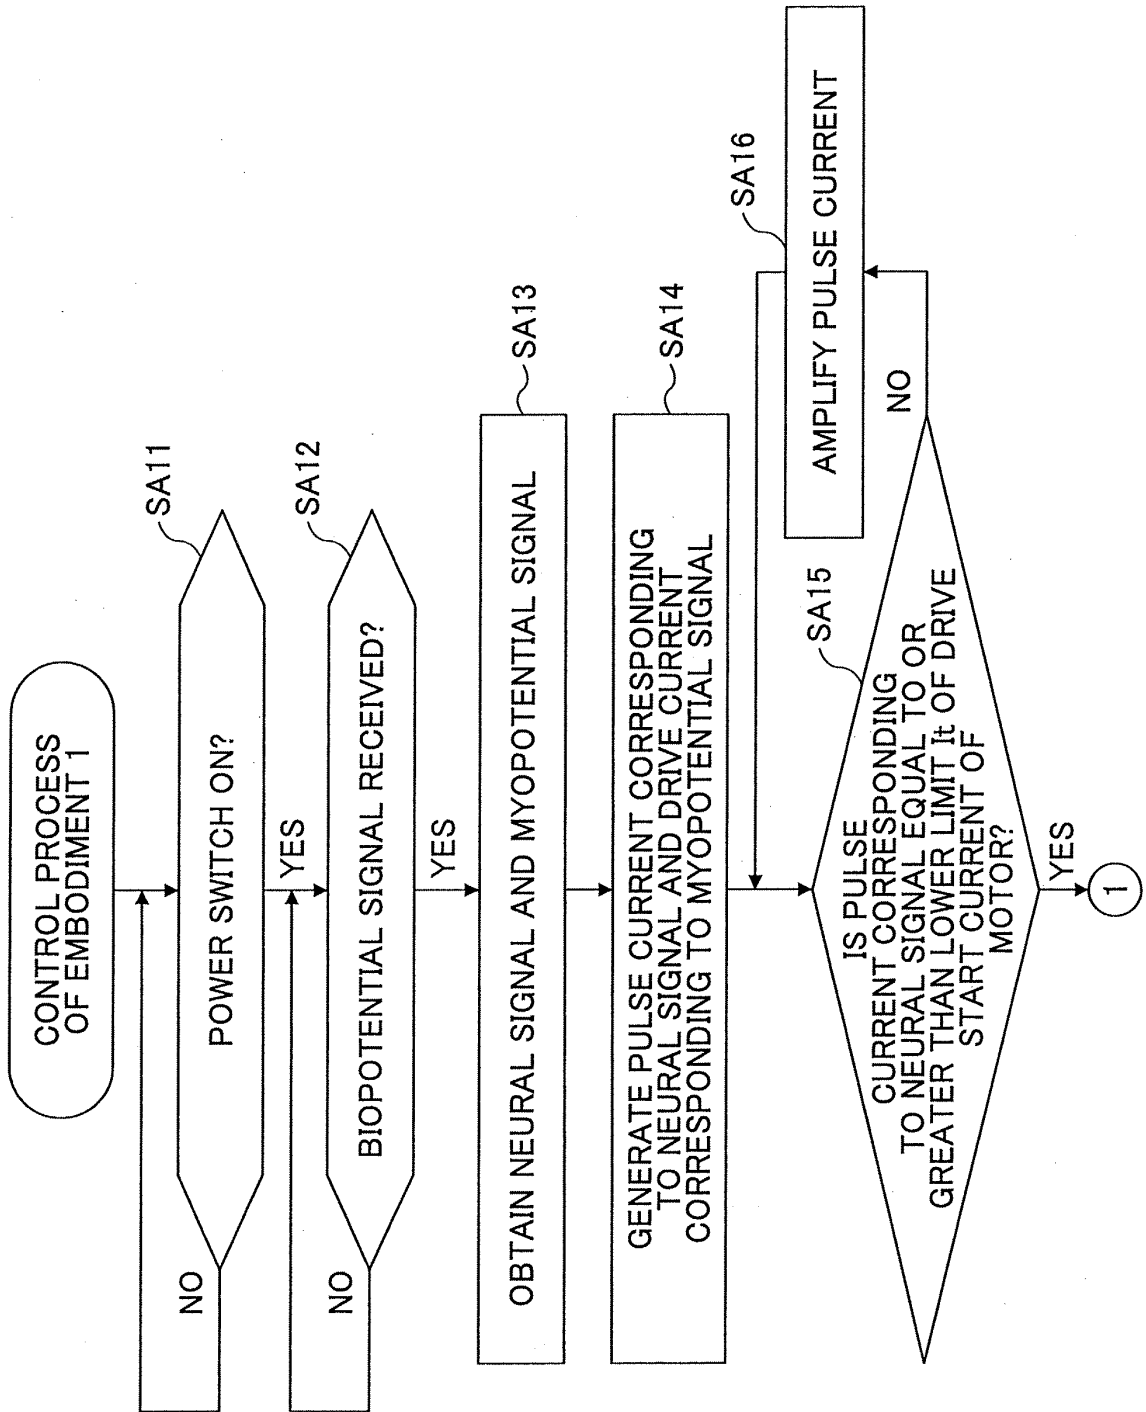 CONTROL PROCESS
OF EMBODIMENT 1
SA11
POWER SWITCH ON?
NO
YES
SA12
BIOPOTENTIAL SIGNAL RECEIVED?
NO
YES
SA13
OBTAIN NEURAL SIGNAL AND MYOPOTENTIAL SIGNAL
SA14
GENERATE PULSE CURRENT CORRESPONDING
TO NEURAL SIGNAL AND DRIVE CURRENT
CORRESPONDING TO MYOPOTENTIAL SIGNAL
SA16
AMPLIFY PULSE CURRENT
SA15
IS PULSE
CURRENT CORRESPONDING
TO NEURAL SIGNAL EQUAL TO OR
GREATER THAN LOWER LIMIT It OF DRIVE
START CURRENT OF
MOTOR?
NO
YES
1